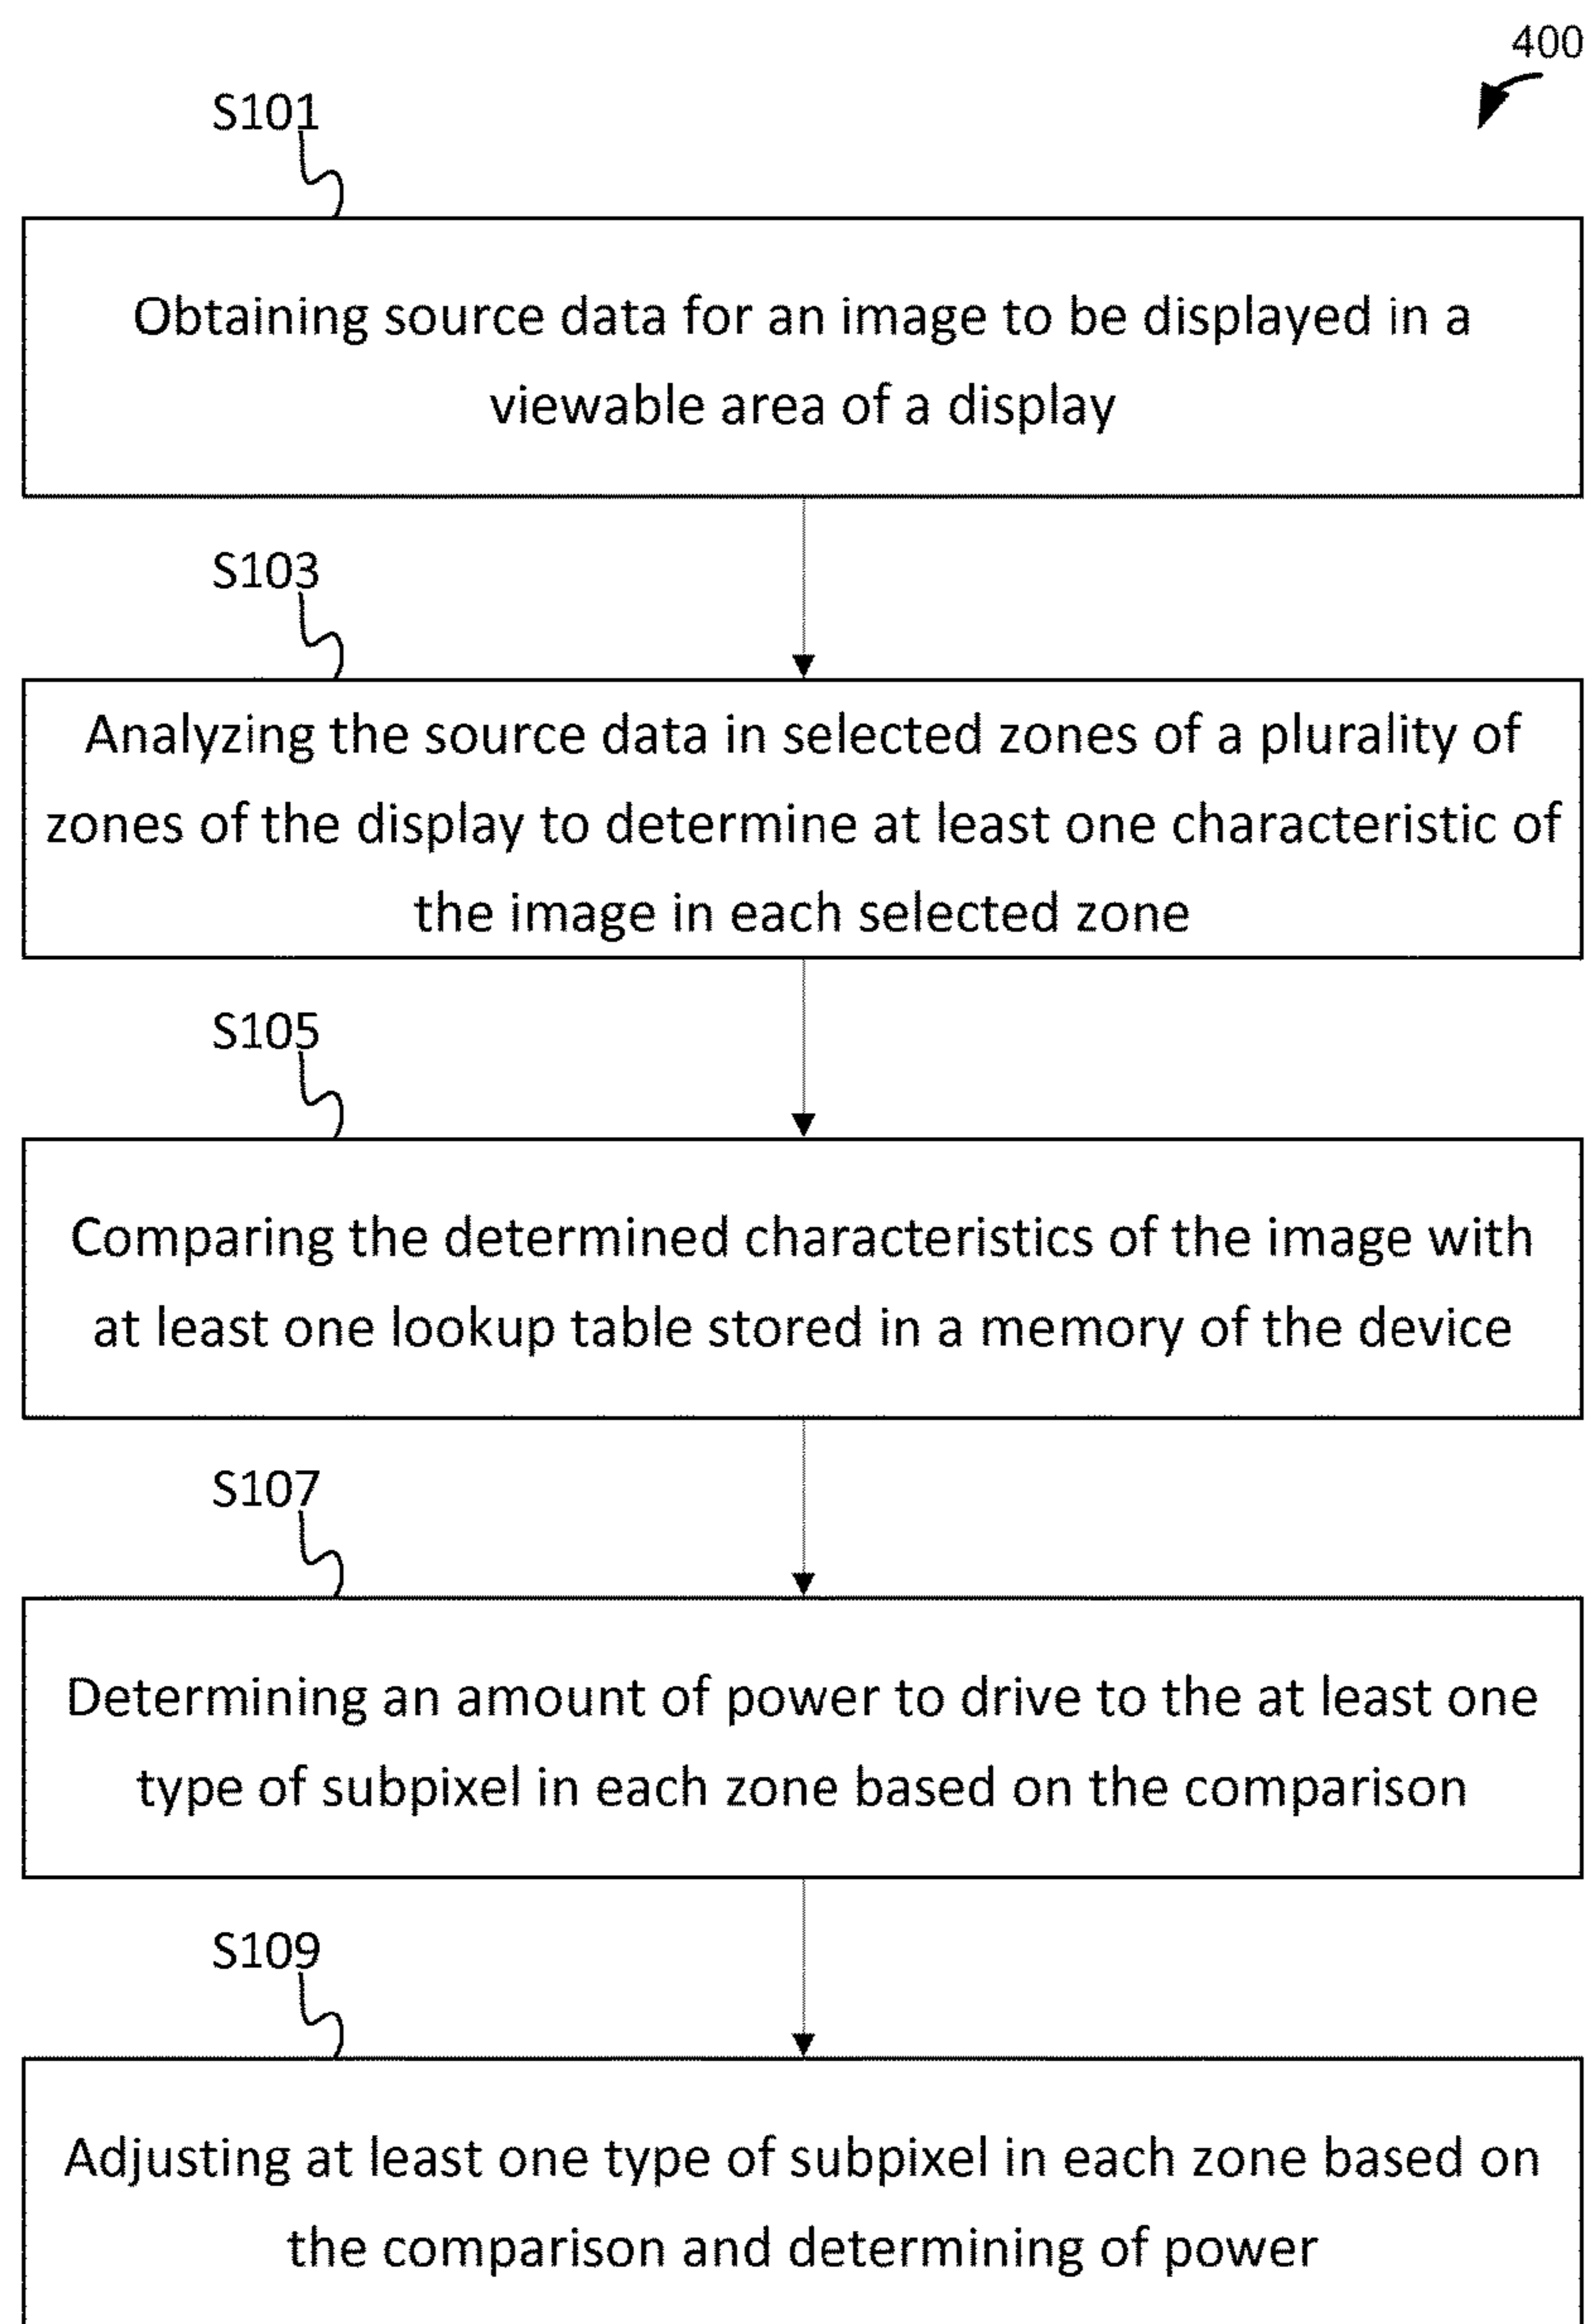 400
S101
Obtaining source data for an image to be displayed in a
viewable area of a display
S103
Analyzing the source data in selected zones of a plurality of
zones of the display to determine at least one characteristic of
the image in each selected zone
S105
Comparing the determined characteristics of the image with
at least one lookup table stored in a memory of the device
S107
Determining an amount of power to drive to the at least one
type of subpixel in each zone based on the comparison
S109
Adjusting at least one type of subpixel in each zone based on
the comparison and determining of power